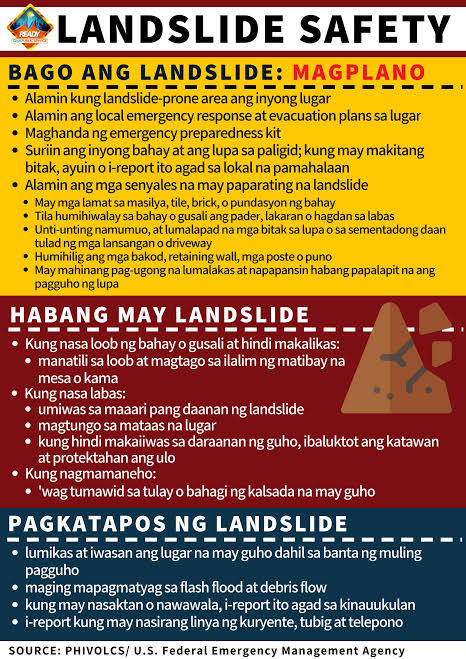 READY
LANDSLIDE SAFETY
BAGO ANG LANDSLIDE: MAGPLANO
• Alamin kung landslide-prone area ang inyong lugar
• Alamin ang local emergency response at evacuation plans sa lugar
• Maghanda ng emergency preparedness kit
• Suriin ang inyong bahay at ang lupa sa paligid; kung may makitang
bitak, ayuin o i-report ito agad sa lokal na pamahalaan
• Alamin ang mga senyales na may paparating na landslide
• May mga lamat sa masilya, tile, brick, o pundasyon ng bahay
• Tila humihiwalay sa bahay o gusali ang pader, lakaran o hagdan sa labas
• Unti-unting namumuo, at lumalapad na mga bitak sa lupa o sa sementadong daan
tulad ng mga lansangan o driveway
• Humihilig ang mga bakod, retaining wall, mga poste o puno
• May mahinang pag-ugong na lumalakas at napapansin habang papalapit na ang
pagguho ng lupa
HABANG MAY LANDSLIDE
• Kung nasa loob ng bahay o gusali at hindi makalikas:
• manatili sa loob at magtago sa ilalim ng matibay na
mesa o kama
• Kung nasa labas:
• umiwas sa maaari pang daanan ng landslide
• magtungo sa mataas na lugar
• kung hindi makaiiwas sa daraanan ng guho, ibaluktot ang katawan
at protektahan ang ulo
• Kung nagmamaneho:
• 'wag tumawid sa tulay o bahagi ng kalsada na may guho
PAGKATAPOS NG LANDSLIDE
• lumikas at iwasan ang lugar na may guho dahil sa banta ng muling
pagguho
• maging mapagmatyag sa flash flood at debris flow
• kung may nasaktan o nawawala, i-report ito agad sa kinauukulan
• i-report kung may nasirang linya ng kuryente, tubig at telepono
SOURCE: PHIVOLCS/ U.S. Federal Emergency Management Agency